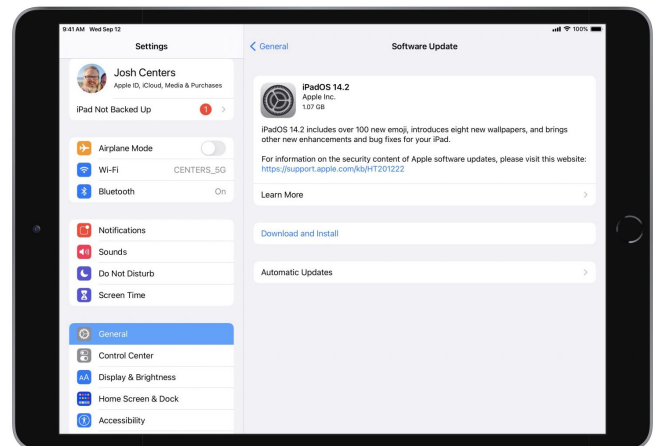 9:41 AM Wed Sep 12
100%
Settings
Josh Centers
Apple ID, iCloud, Media & Purchases
iPad Not Backed Up 1
Airplane Mode
Wi-Fi CENTERS_5G
Bluetooth On
Notifications
Sounds
Do Not Disturb
Screen Time
General
Control Center
AA Display & Brightness
Home Screen & Dock
Accessibility
General
Software Update
iPadOS 14.2
Apple Inc.
1.07 GB
iPadOS 14.2 includes over 100 new emoji, introduces eight new wallpapers, and brings
other new enhancements and bug fixes for your iPad.
For information on the security content of Apple software updates, please visit this website:
https://support.apple.com/kb/HT201222
Learn More
Download and Install
Automatic Updates